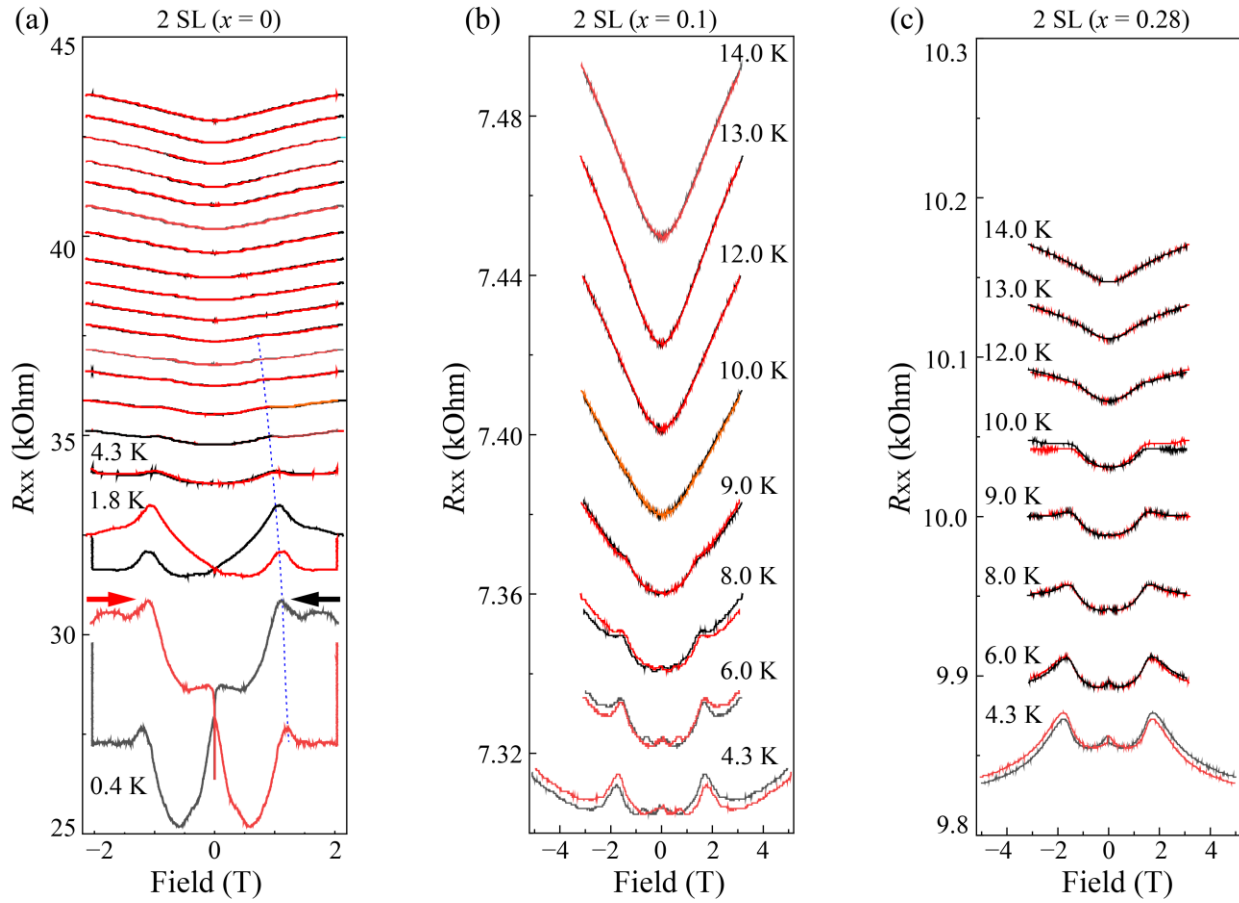 (a)
2 SL (x = 0)
45
40
35
30
25
Rxx (kOhm)
4.3 K
1.8 K
0.4 K
−2
0
2
Field (T)
(b)
2 SL (x = 0.1)
7.48
7.44
7.40
7.36
7.32
Rxx (kOhm)
14.0 K
13.0 K
12.0 K
10.0 K
9.0 K
8.0 K
6.0 K
4.3 K
−4
−2
0
2
4
Field (T)
(c)
2 SL (x = 0.28)
10.3
10.2
10.1
10.0
9.9
9.8
Rxx (kOhm)
14.0 K
13.0 K
12.0 K
10.0 K
9.0 K
8.0 K
6.0 K
4.3 K
−4
−2
0
2
4
Field (T)